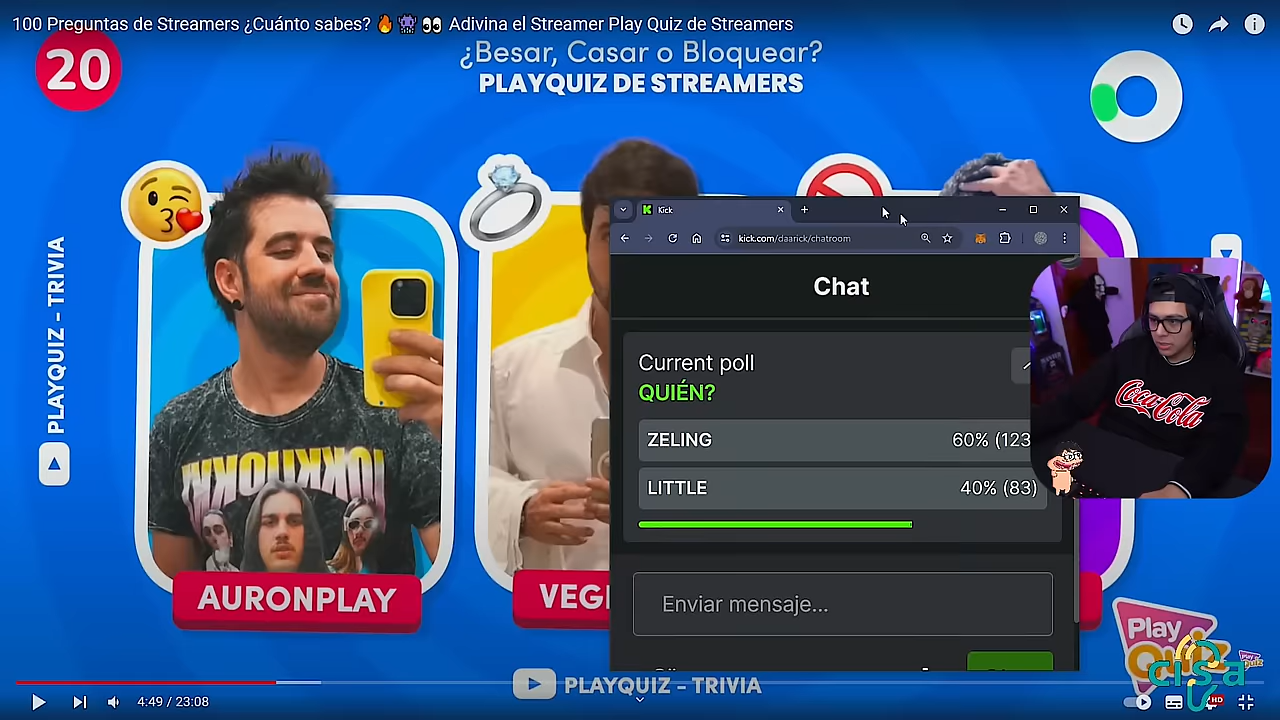 100 Preguntas de Streamers ¿Cuánto sabes? 🔥👾👀 Adivina el Streamer Play Quiz de Streamers
20
¿Besar, Casar o Bloquear?
PLAYQUIZ DE STREAMERS
PLAYQUIZ - TRIVIA
Kick
kick.com/daarick/chatroom
Chat
Current poll
QUIÉN?
ZELING 60% (123
LITTLE 40% (83)
Enviar mensaje...
Coca-Cola
AURONPLAY
VEG
Play
Quiz
cisa
PLAYQUIZ - TRIVIA
4:49 / 23:08
HD